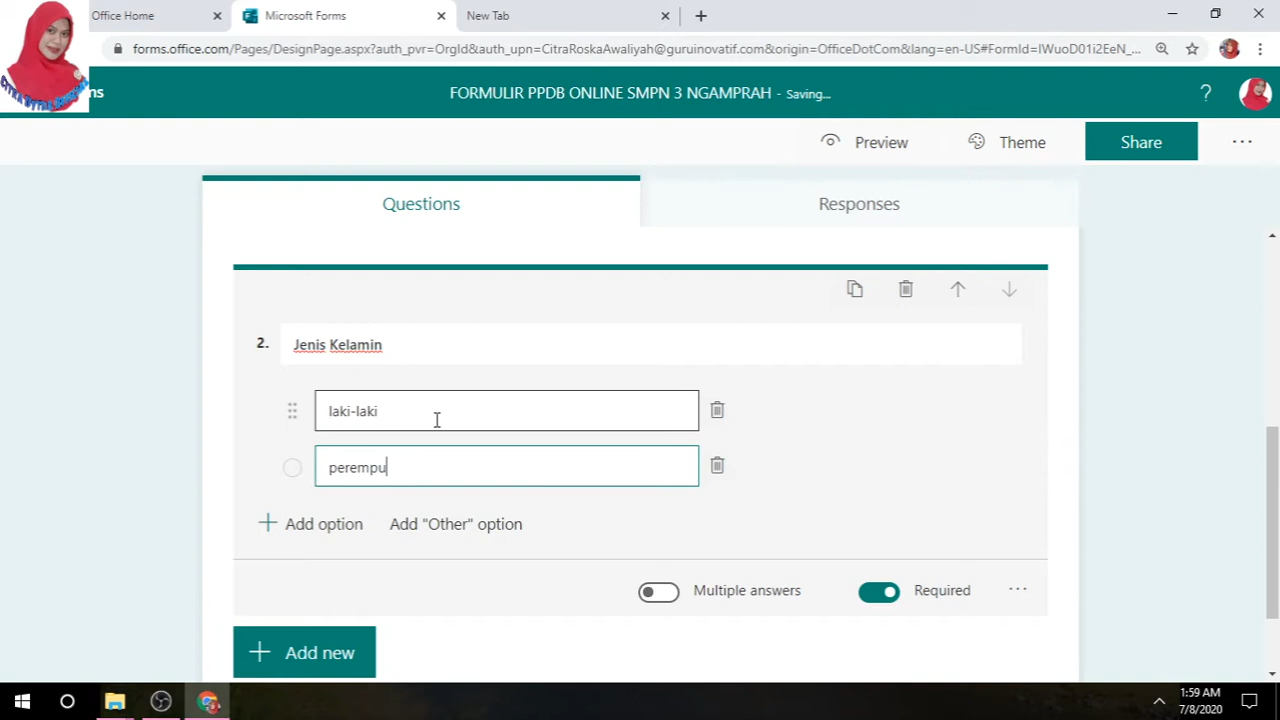 Office Home
Microsoft Forms
New Tab
forms.office.com/Pages/DesignPage.aspx?auth_pvr=OrgId&auth_upn=CitraRoskaAwaliyah@guruinovatif.com&origin=OfficeDotCom&lang=en-US#FormId=IWuoD01i2EeN_...
ms
FORMULIR PPDB ONLINE SMPN 3 NGAMPRAH - Saving...
?
Preview
Theme
Share
Questions
Responses
2.
Jenis Kelamin
laki-laki
perempu
Add option
Add "Other" option
Multiple answers
Required
Add new
1:59 AM
7/8/2020